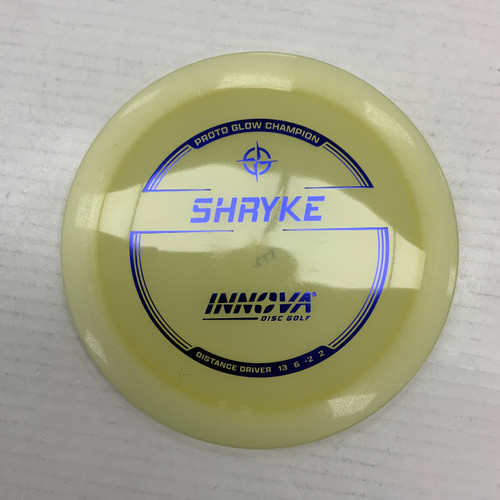 PROTO GLOW CHAMPION
SHRYKE
INNOVA
DISC GOLF
DISTANCE DRIVER 13 6 -2 2